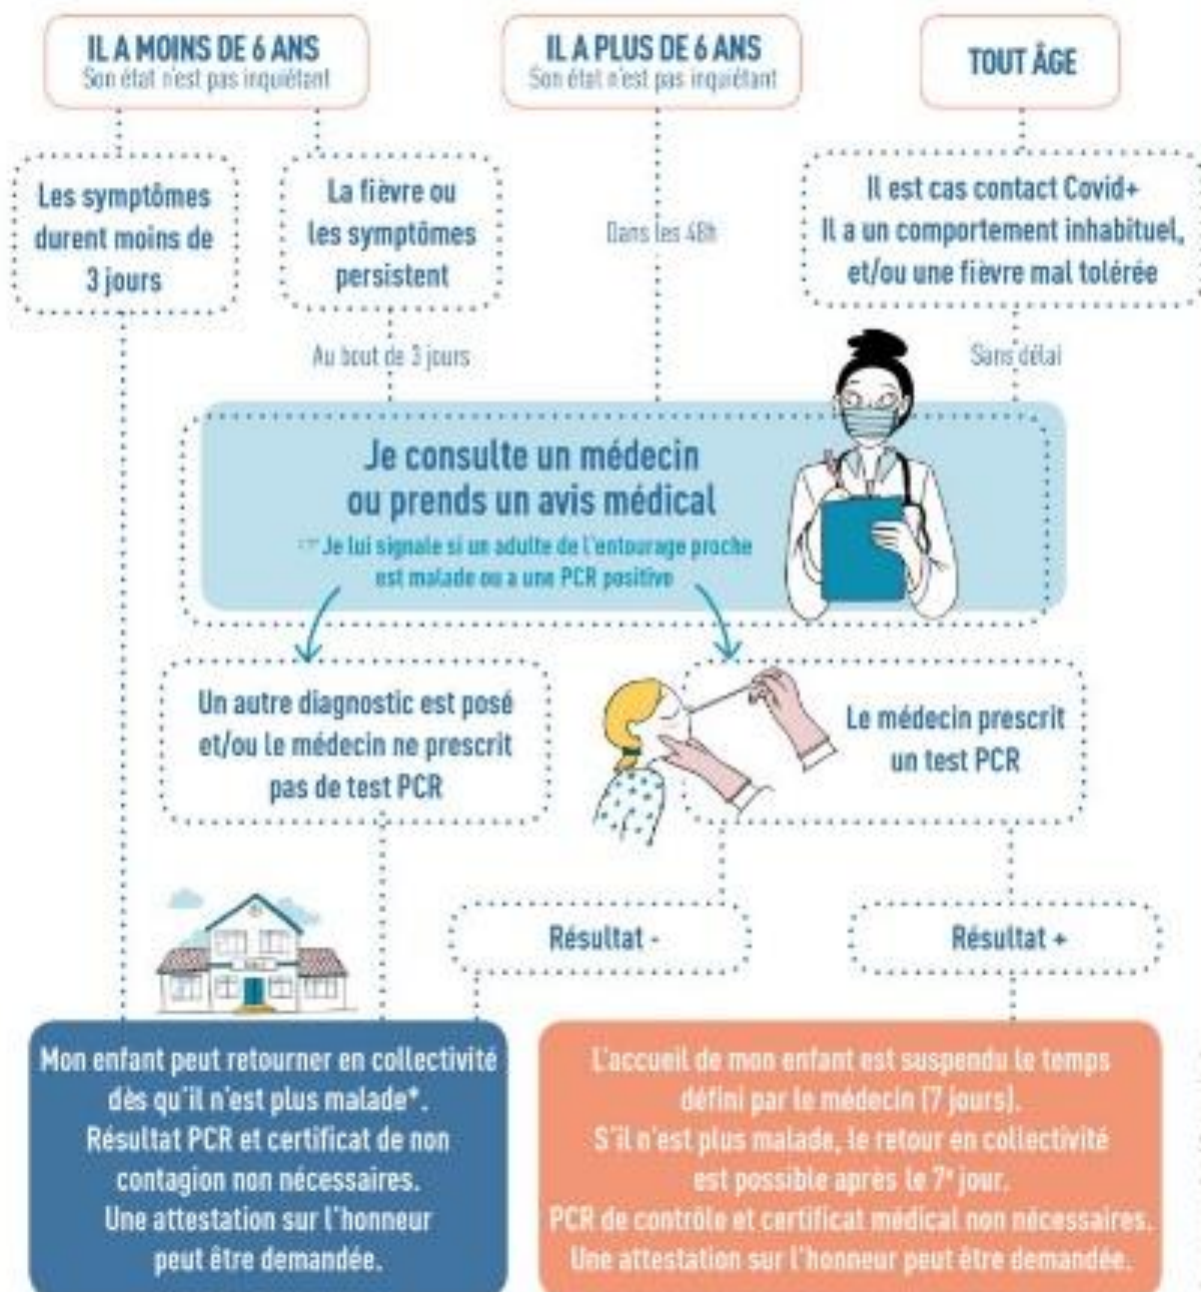 IL A MOINS DE 6 ANS
Son état n'est pas inquiétant
IL A PLUS DE 6 ANS
Son état n'est pas inquiétant
TOUT ÂGE
Les symptômes
durent moins de
3 jours
La fièvre ou
les symptômes
persistent
Dans les 48h
Il est cas contact Covid+
Il a un comportement inhabituel,
et/ou une fièvre mal tolérée
Au bout de 3 jours
Sans délai
Je consulte un médecin
ou prends un avis médical
☞ Je lui signale si un adulte de l'entourage proche
est malade ou a une PCR positive
Un autre diagnostic est posé
et/ou le médecin ne prescrit
pas de test PCR
Le médecin prescrit
un test PCR
Résultat -
Résultat +
Mon enfant peut retourner en collectivité
dès qu'il n'est plus malade*.
Résultat PCR et certificat de non
contagion non nécessaires.
Une attestation sur l'honneur
peut être demandée.
L'accueil de mon enfant est suspendu le temps
défini par le médecin (7 jours).
S'il n'est plus malade, le retour en collectivité
est possible après le 7e jour.
PCR de contrôle et certificat médical non nécessaires.
Une attestation sur l'honneur peut être demandée.